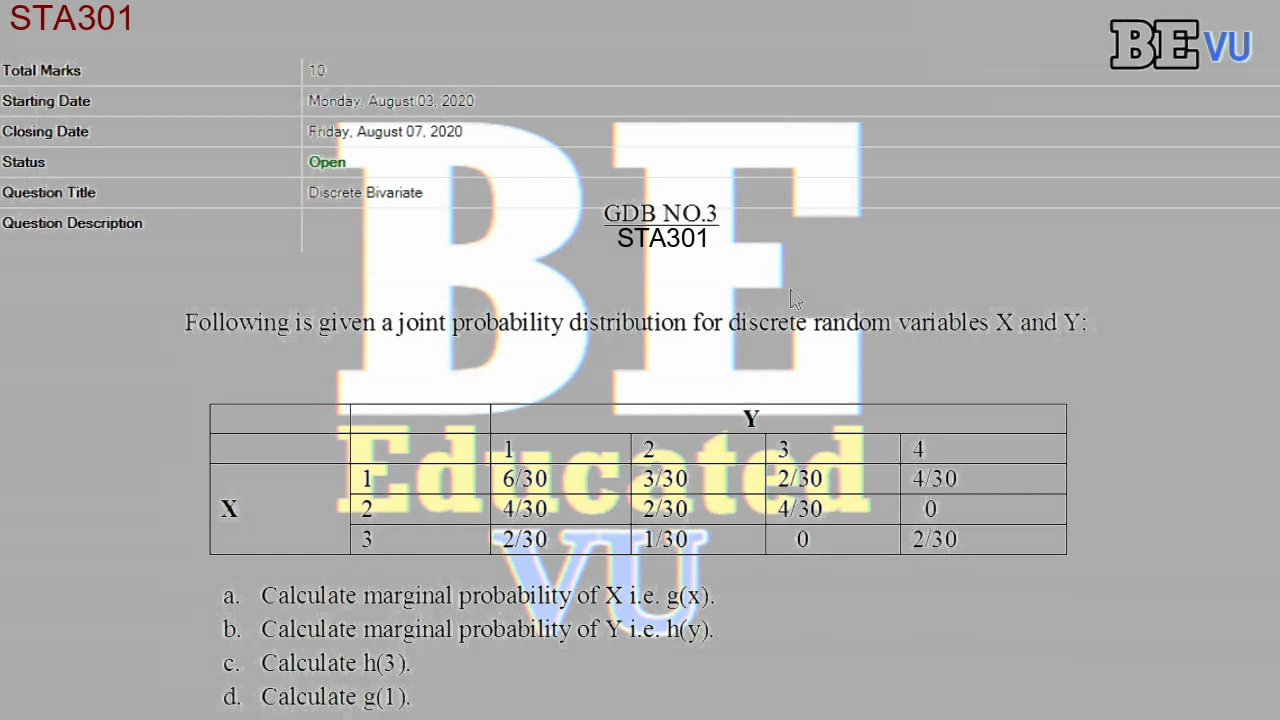 STA301
BE VU
Total Marks 10
Starting Date Monday, August 03, 2020
Closing Date Friday, August 07, 2020
Status Open
Question Title Discrete Bivariate
Question Description
GDB NO.3
STA301
BE
Educated
VU
Following is given a joint probability distribution for discrete random variables X and Y:
Y
1 2 3 4
1 6/30 3/30 2/30 4/30
X 2 4/30 2/30 4/30 0
3 2/30 1/30 0 2/30
a. Calculate marginal probability of X i.e. g(x).
b. Calculate marginal probability of Y i.e. h(y).
c. Calculate h(3).
d. Calculate g(1).